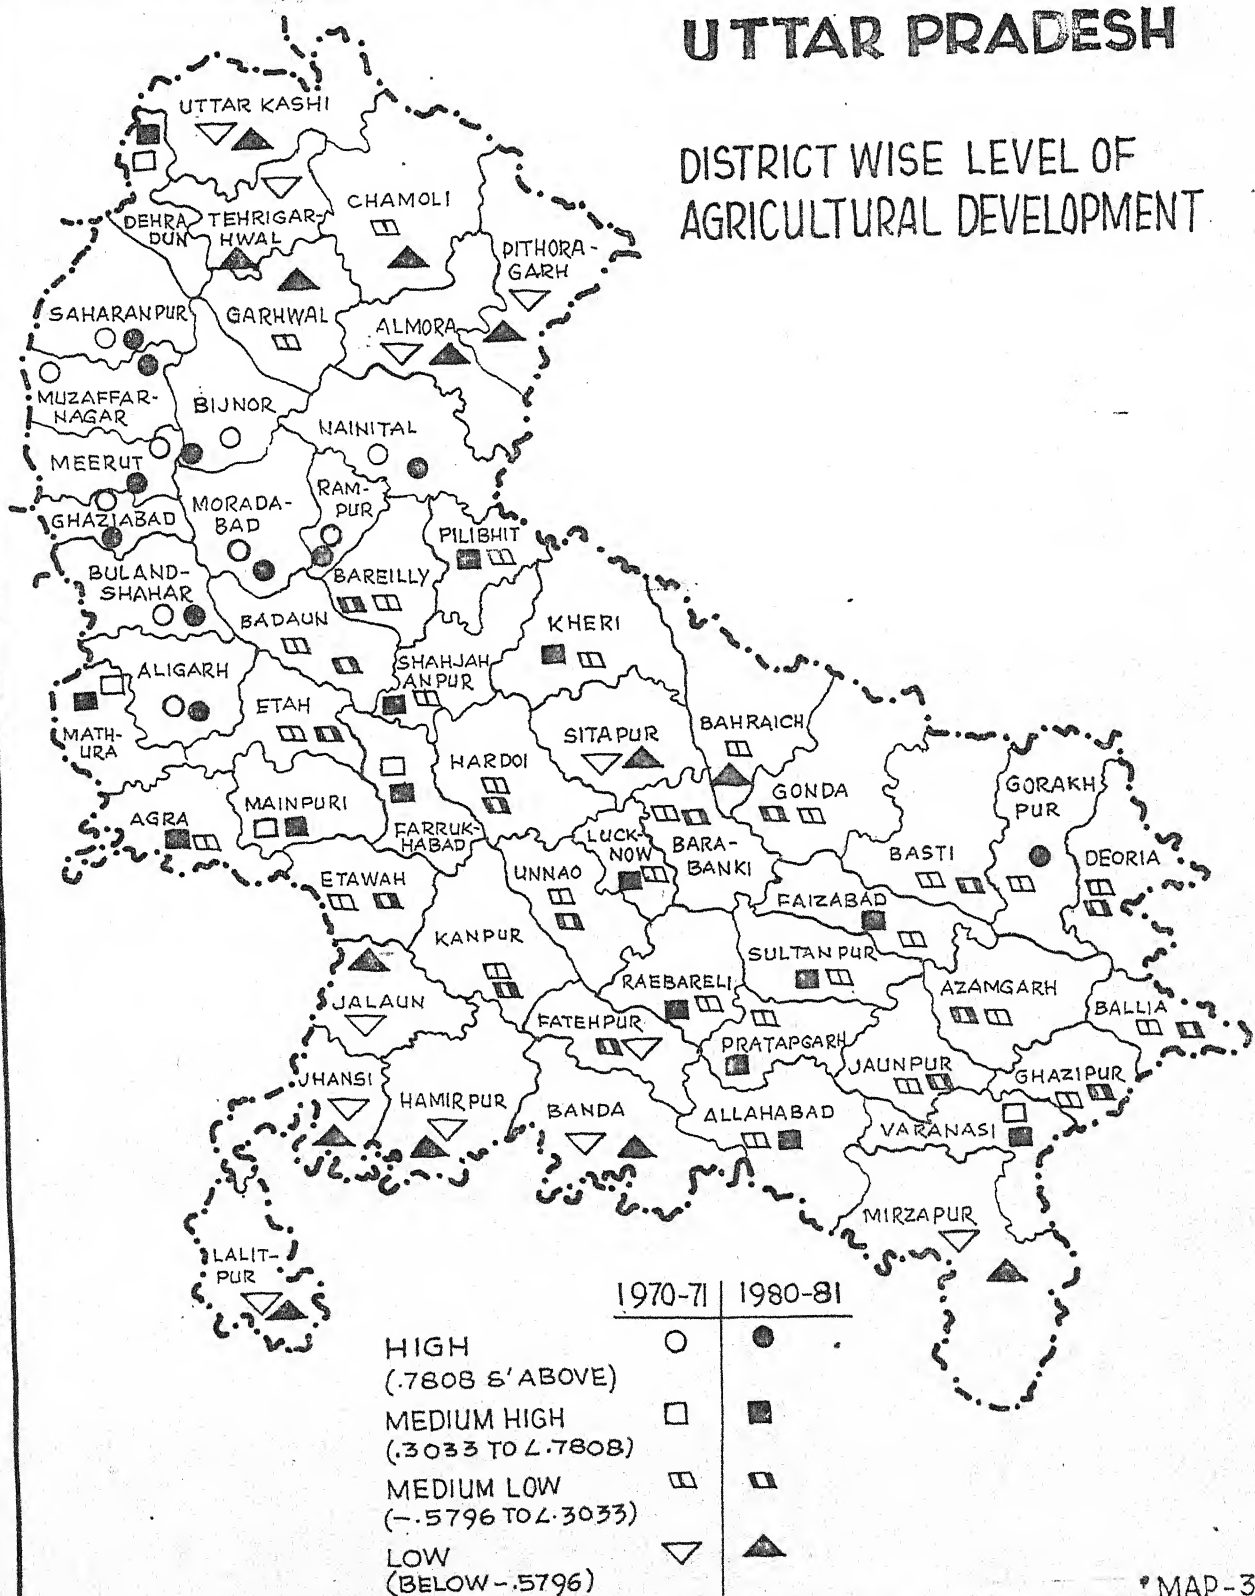 UTTAR PRADESH
DISTRICT WISE LEVEL OF
AGRICULTURAL DEVELOPMENT
UTTAR KASHI
CHAMOLI
DEHRA
DUN
TEHRIGAR-
HWAL
PITHORA-
GARH
SAHARANPUR
GARHWAL
ALMORA
MUZAFFAR-
NAGAR
BIJNOR
NAINITAL
MEERUT
GHAZIABAD
MORADA-
BAD
RAM-
PUR
PILIBHIT
BULAND-
SHAHAR
BAREILLY
BADAUN
KHERI
ALIGARH
SHAHJAH
ANPUR
ETAH
MATH-
URA
SITAPUR
BAHRAICH
HARDOI
GONDA
GORAKH
PUR
AGRA
MAINPURI
FARRUK-
HABAD
LUCK-
NOW
BARA-
BANKI
BASTI
DEORIA
ETAWAH
UNNAO
FAIZABAD
KANPUR
SULTANPUR
RAEBARELI
AZAMGARH
BALLIA
JALAUN
FATEHPUR
PRATAPGARH
JAUNPUR
GHAZIPUR
JHANSI
HAMIRPUR
BANDA
ALLAHABAD
VARANASI
MIRZAPUR
LALIT-
PUR
1970-71 1980-81
HIGH
(.7808 &' ABOVE)
MEDIUM HIGH
(.3033 TO ∠.7808)
MEDIUM LOW
(-.5796 TO ∠.3033)
LOW
(BELOW -.5796)
MAP-3